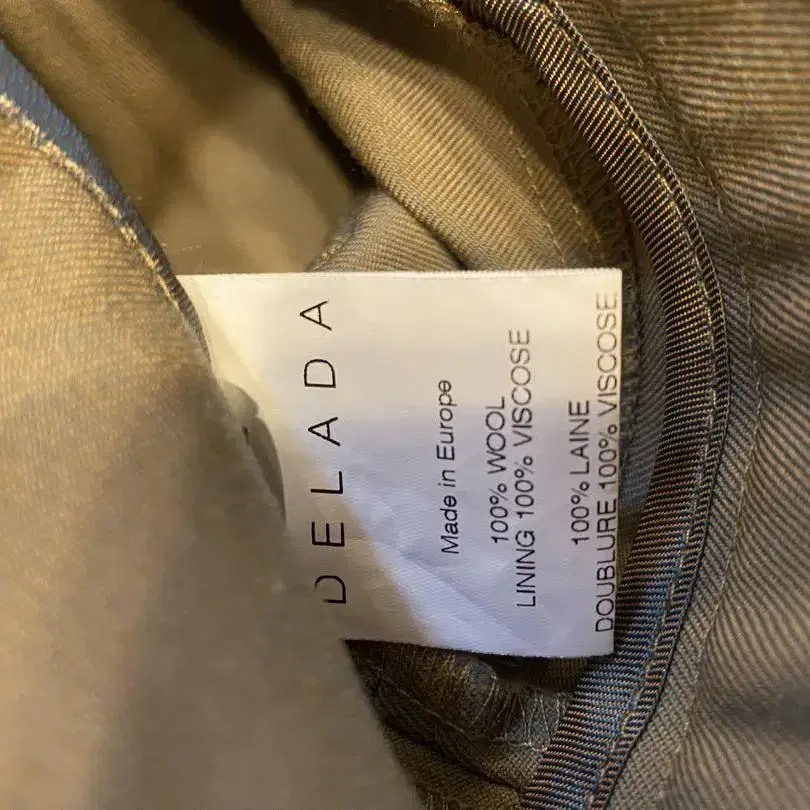 DELADA
Made in Europe
100% WOOL
LINING 100% VISCOSE
100% LAINE
DOUBLURE 100% VISCOSE